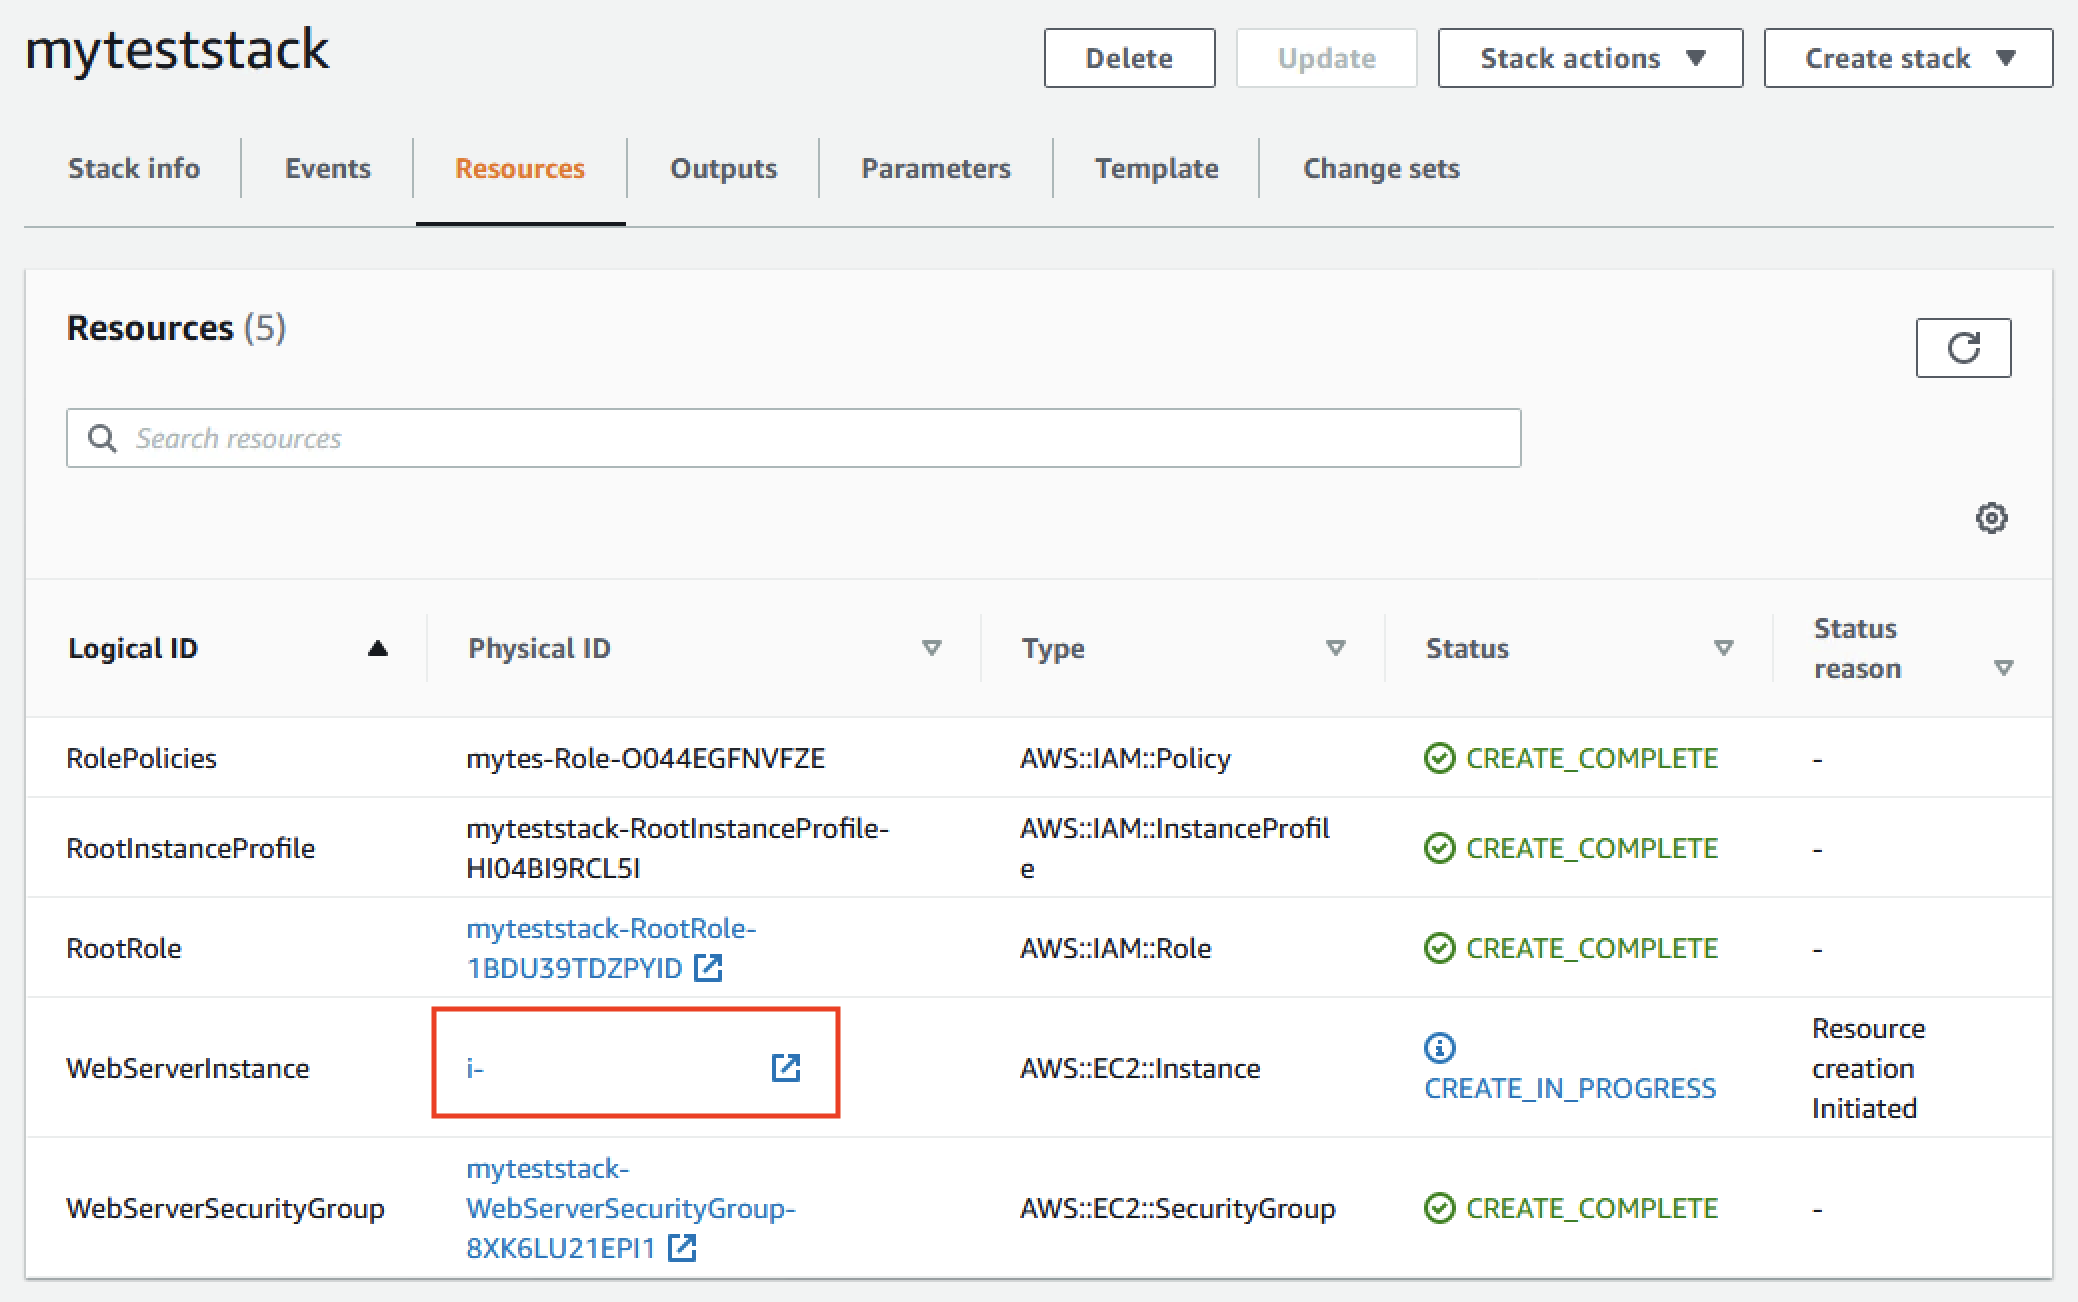 myteststack
Delete
Update
Stack actions
Create stack
Stack info
Events
Resources
Outputs
Parameters
Template
Change sets
Resources (5)
Search resources
Logical ID
Physical ID
Type
Status
Status
reason
RolePolicies
mytes-Role-O044EGFNVFZE
AWS::IAM::Policy
CREATE_COMPLETE
-
RootInstanceProfile
myteststack-RootInstanceProfile-
HI04BI9RCL5I
AWS::IAM::InstanceProfil
e
CREATE_COMPLETE
-
RootRole
myteststack-RootRole-
1BDU39TDZPYID
AWS::IAM::Role
CREATE_COMPLETE
-
WebServerInstance
i-
AWS::EC2::Instance
CREATE_IN_PROGRESS
Resource
creation
Initiated
WebServerSecurityGroup
myteststack-
WebServerSecurityGroup-
8XK6LU21EPI1
AWS::EC2::SecurityGroup
CREATE_COMPLETE
-